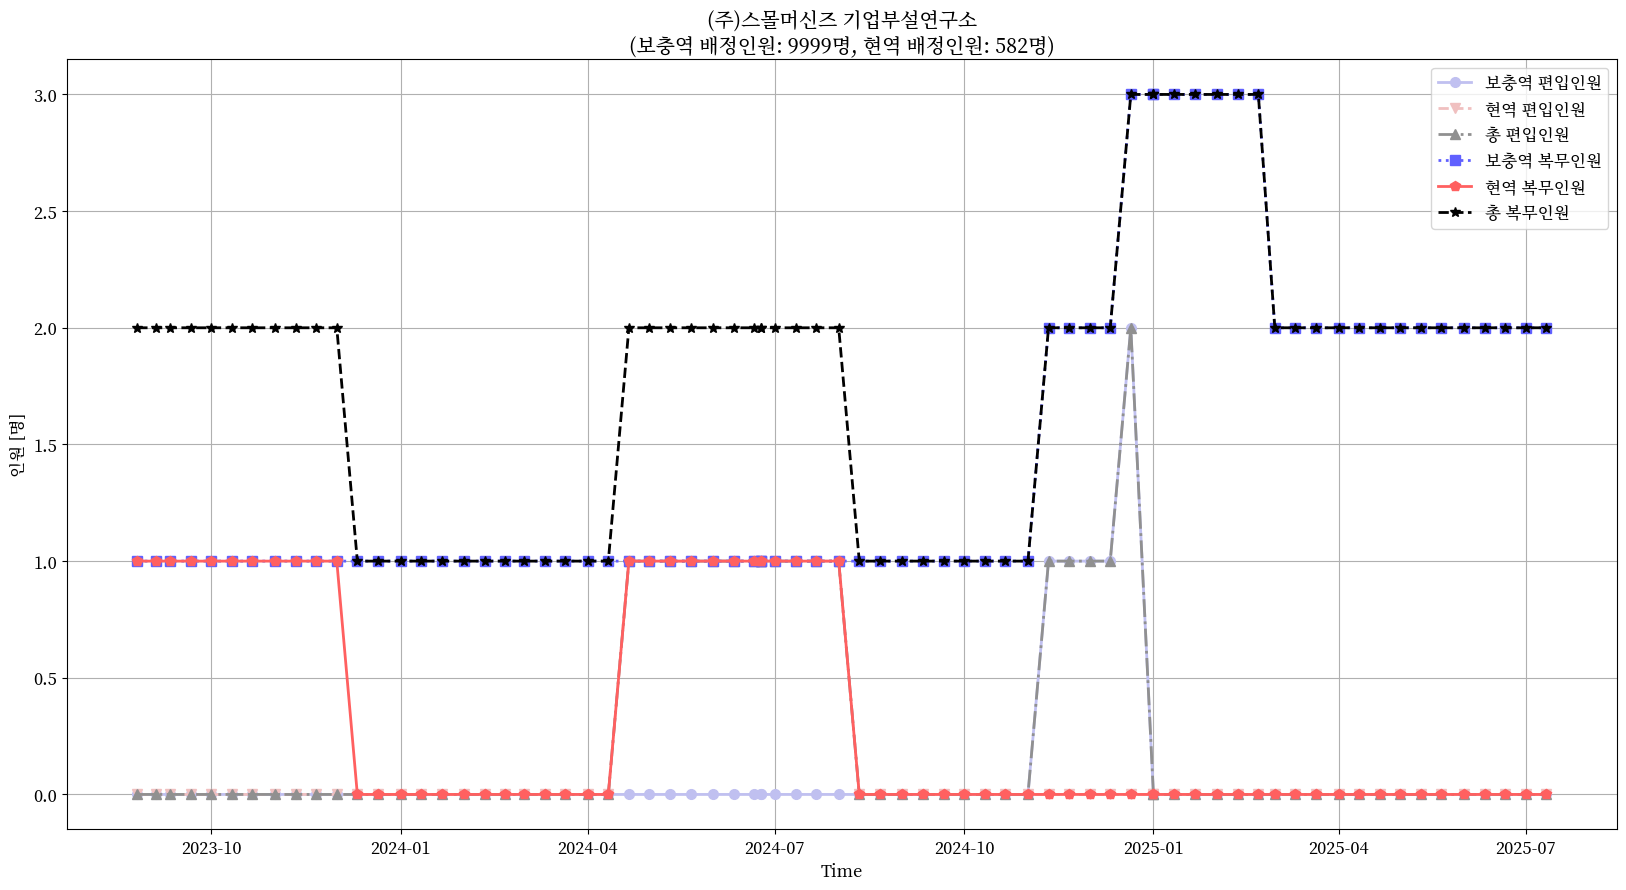 (주)스몰머신즈 기업부설연구소
(보충역 배정인원: 9999명, 현역 배정인원: 582명)
보충역 편입인원
현역 편입인원
총 편입인원
보충역 복무인원
현역 복무인원
총 복무인원
3.0
2.5
2.0
1.5
1.0
0.5
0.0
인원 [명]
2023-10
2024-01
2024-04
2024-07
2024-10
2025-01
2025-04
2025-07
Time